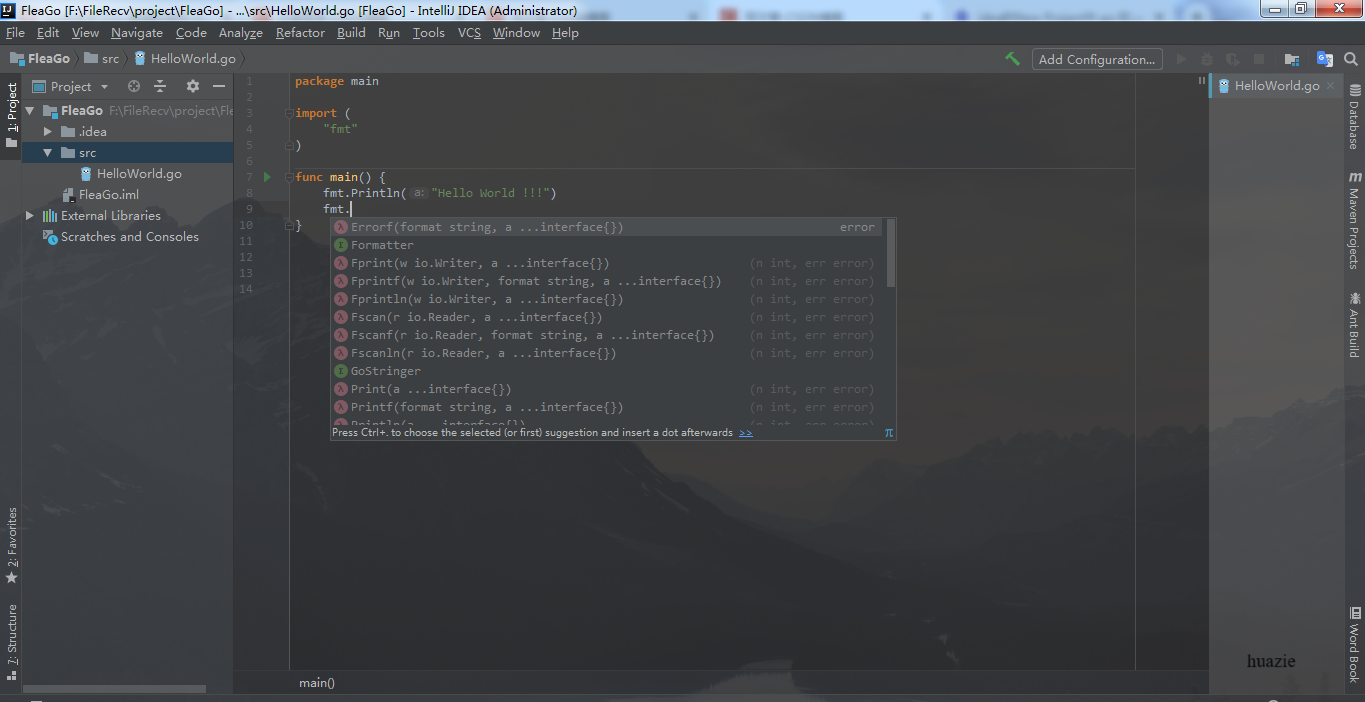 FleaGo [F:\FileRecv\project\FleaGo] - ...\src\HelloWorld.go [FleaGo] - IntelliJ IDEA (Administrator)
File Edit View Navigate Code Analyze Refactor Build Run Tools VCS Window Help
FleaGo src HelloWorld.go
Add Configuration...
1: Project
Project
FleaGo F:\FileRecv\project\Fle
.idea
src
HelloWorld.go
FleaGo.iml
External Libraries
Scratches and Consoles
2: Favorites
7: Structure
1 package main
2
3 import (
4 "fmt"
5 )
6
7 func main() {
8 fmt.Println( a: "Hello World !!!")
9 fmt.
10 }
11
12
13
14
Errorf(format string, a ...interface{}) error
Formatter
Fprint(w io.Writer, a ...interface{}) (n int, err error)
Fprintf(w io.Writer, format string, a ...interface{}) (n int, err error)
Fprintln(w io.Writer, a ...interface{}) (n int, err error)
Fscan(r io.Reader, a ...interface{}) (n int, err error)
Fscanf(r io.Reader, format string, a ...interface{}) (n int, err error)
Fscanln(r io.Reader, a ...interface{}) (n int, err error)
GoStringer
Print(a ...interface{}) (n int, err error)
Printf(format string, a ...interface{}) (n int, err error)
Println(a ...interface{}) (n int, err error)
Press Ctrl+. to choose the selected (or first) suggestion and insert a dot afterwards >> π
main()
HelloWorld.go
Database
m Maven Projects
Ant Build
Word Book
huazie